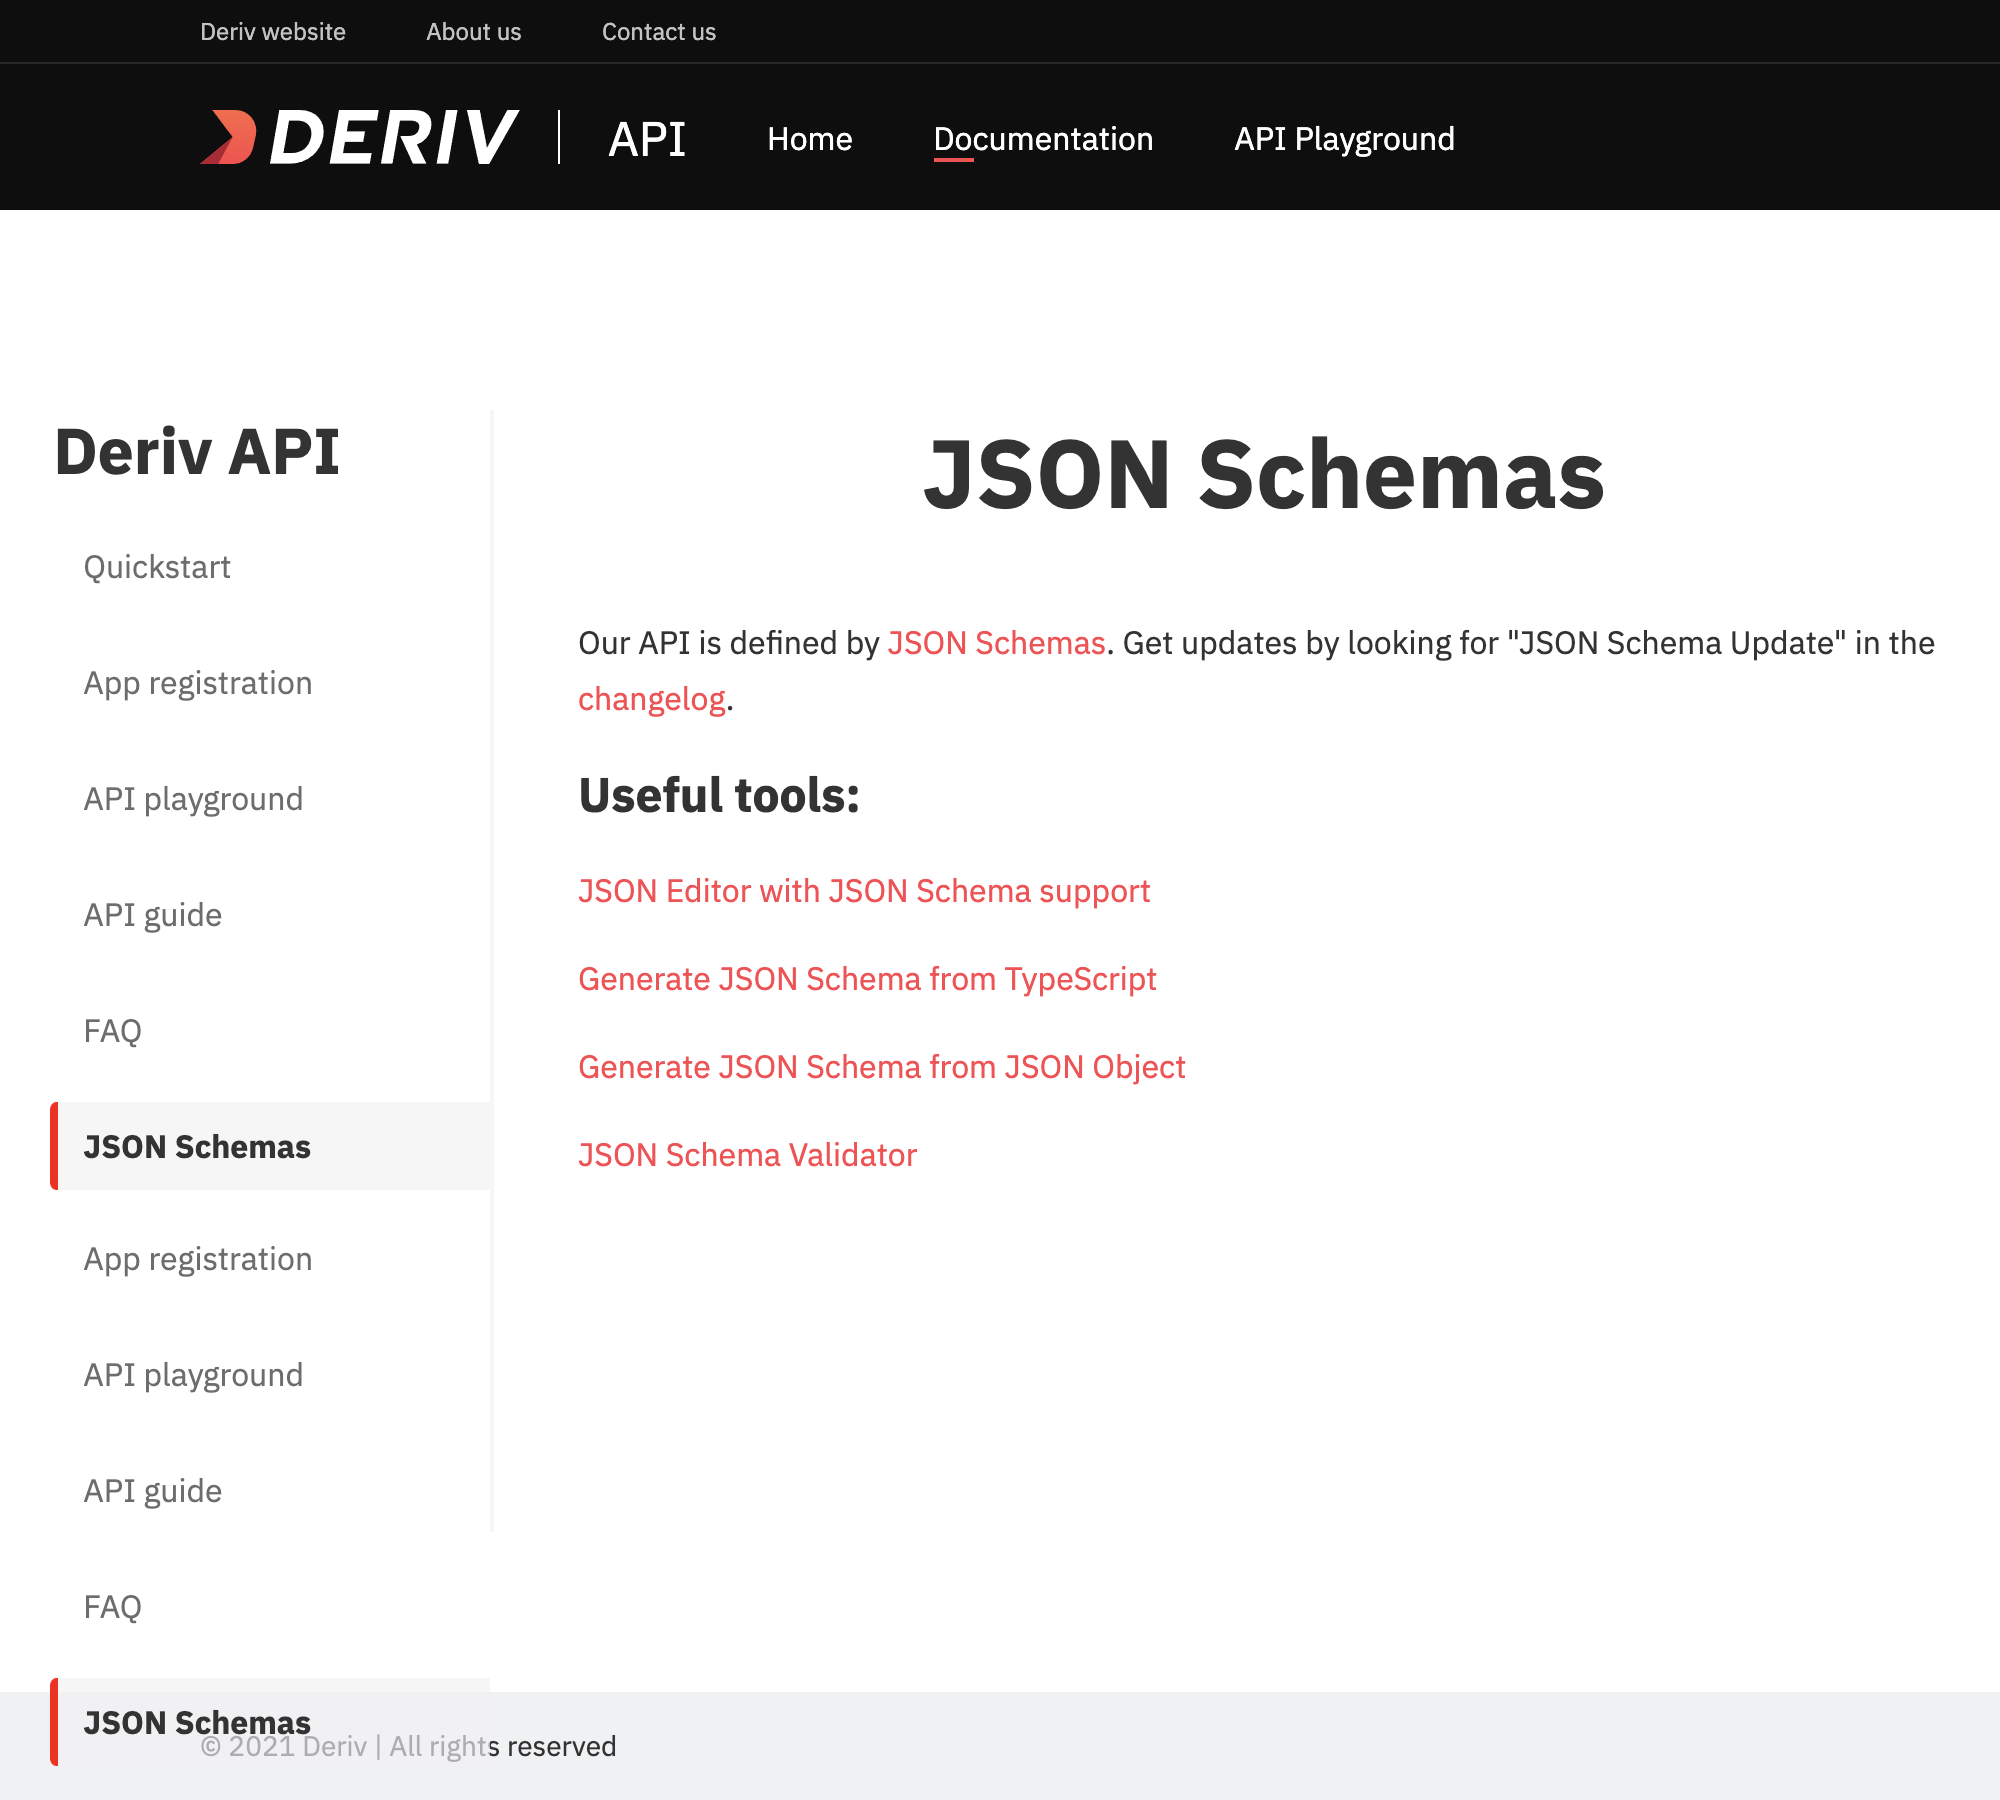 Deriv website About us Contact us
DERIV API Home Documentation API Playground
Deriv API
Quickstart
App registration
API playground
API guide
FAQ
JSON Schemas
App registration
API playground
API guide
FAQ
JSON Schemas
JSON Schemas
Our API is defined by JSON Schemas. Get updates by looking for "JSON Schema Update" in the
changelog.
Useful tools:
JSON Editor with JSON Schema support
Generate JSON Schema from TypeScript
Generate JSON Schema from JSON Object
JSON Schema Validator
© 2021 Deriv | All rights reserved